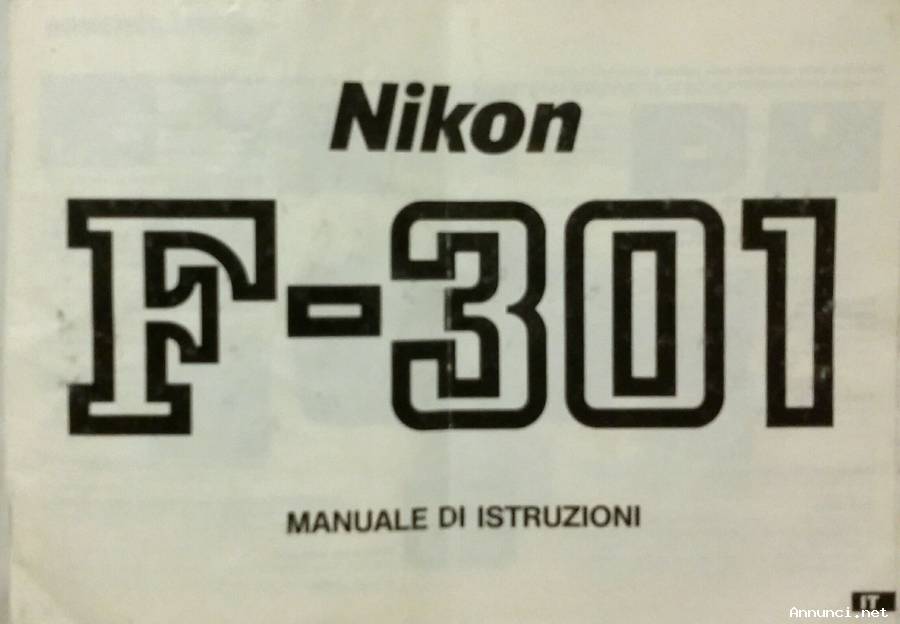 Nikon
F-301
MANUALE DI ISTRUZIONI
IT
Annunci.net